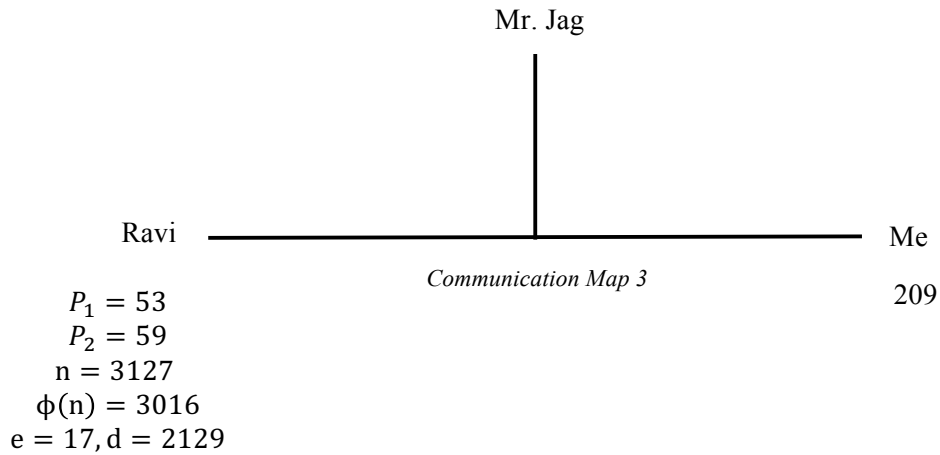 Mr. Jag
Ravi
Me
Communication Map 3
209
P₁ = 53
P₂ = 59
n = 3127
ϕ(n) = 3016
e = 17, d = 2129